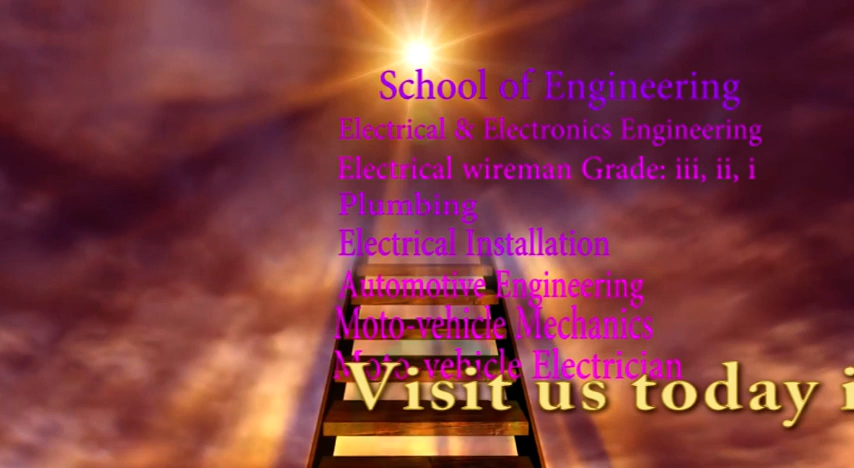 School of Engineering
Electrical & Electronics Engineering
Electrical wireman Grade: iii, ii, i
Plumbing
Electrical Installation
Automotive Engineering
Moto-vehicle Mechanics
Moto-vehicle Electrician
Visit us today